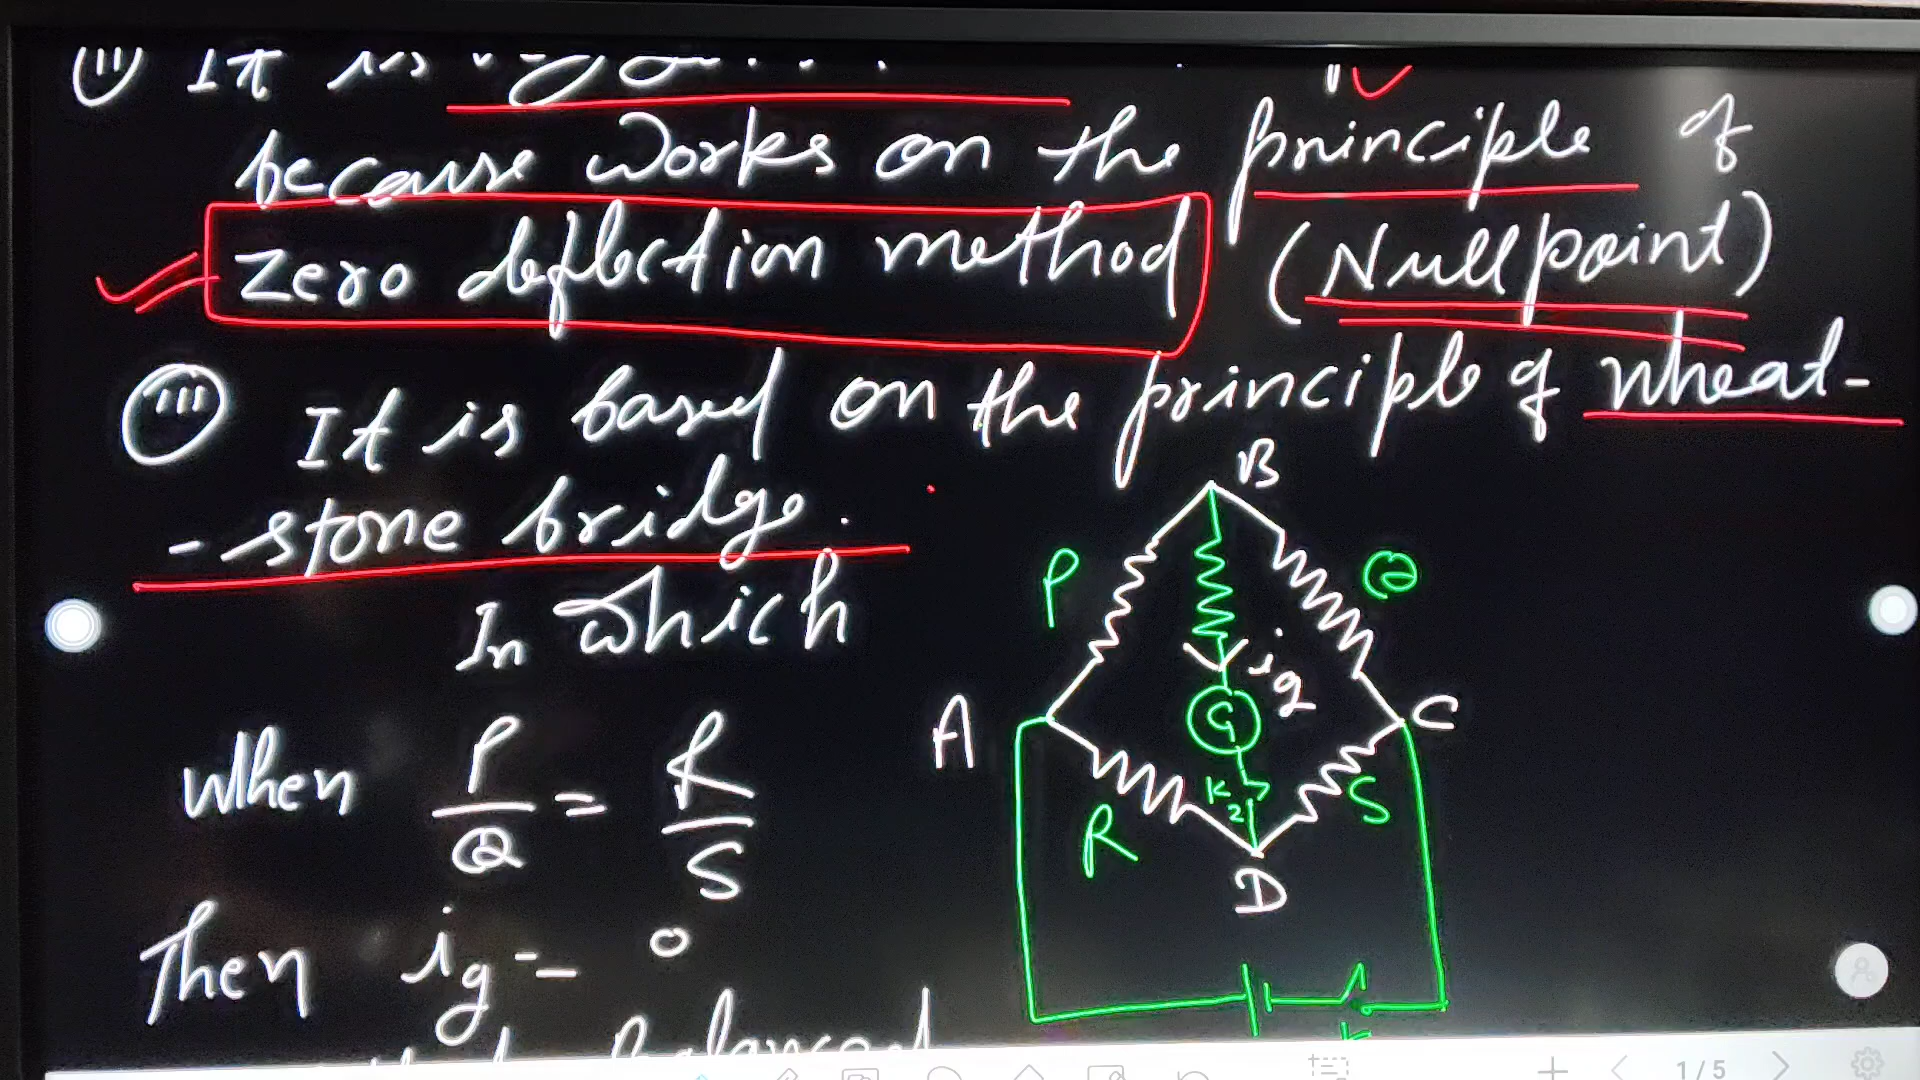 (ii) It is
because works on the principle of
zero deflection method (Null point)
(iii) It is based on the principle of wheat-
-stone bridge.
In which
B
P
Q
ig
A
G
C
K2
R
S
D
When P/Q = R/S
Then ig = 0
Balanced
K
1/5